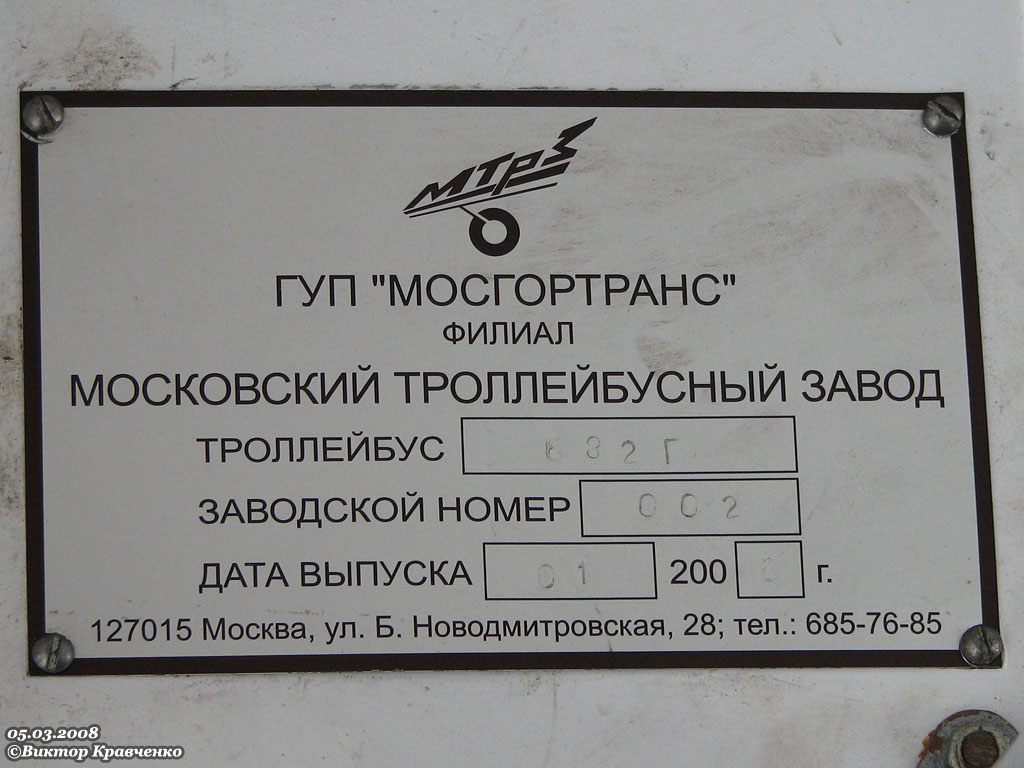 МТРЗ
ГУП "МОСГОРТРАНС"
ФИЛИАЛ
МОСКОВСКИЙ ТРОЛЛЕЙБУСНЫЙ ЗАВОД
ТРОЛЛЕЙБУС 682Г
ЗАВОДСКОЙ НОМЕР 002
ДАТА ВЫПУСКА 01 200 г.
127015 Москва, ул. Б. Новодмитровская, 28; тел.: 685-76-85
05.03.2008
©Виктор Кравченко